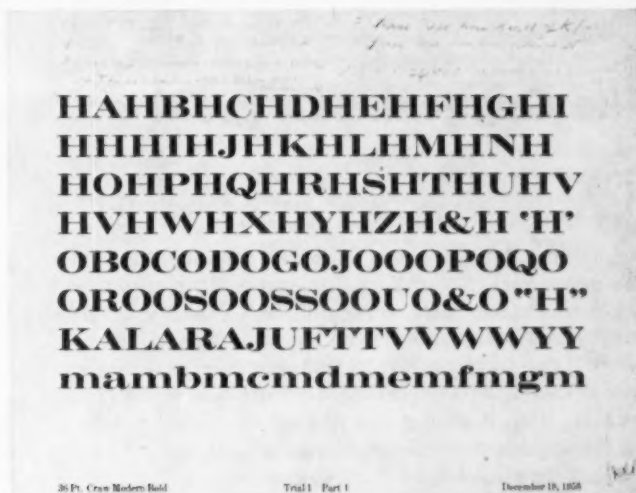 HAHBHCHDHEHFHGHI
HHHIHJHKHLHMHNH
HOHPHQHRHSHTHUHV
HVHWHXHYHZH&H ‘H’
OBOCODOGOJOOOPOQO
OROOSOOSSOOUO&O "H”
KALARAJUFTTVVWWYY
mambmcmdmemfmgm
36 Pt. Craw Modern Bold Trial 1 Part 1 December 19, 1958